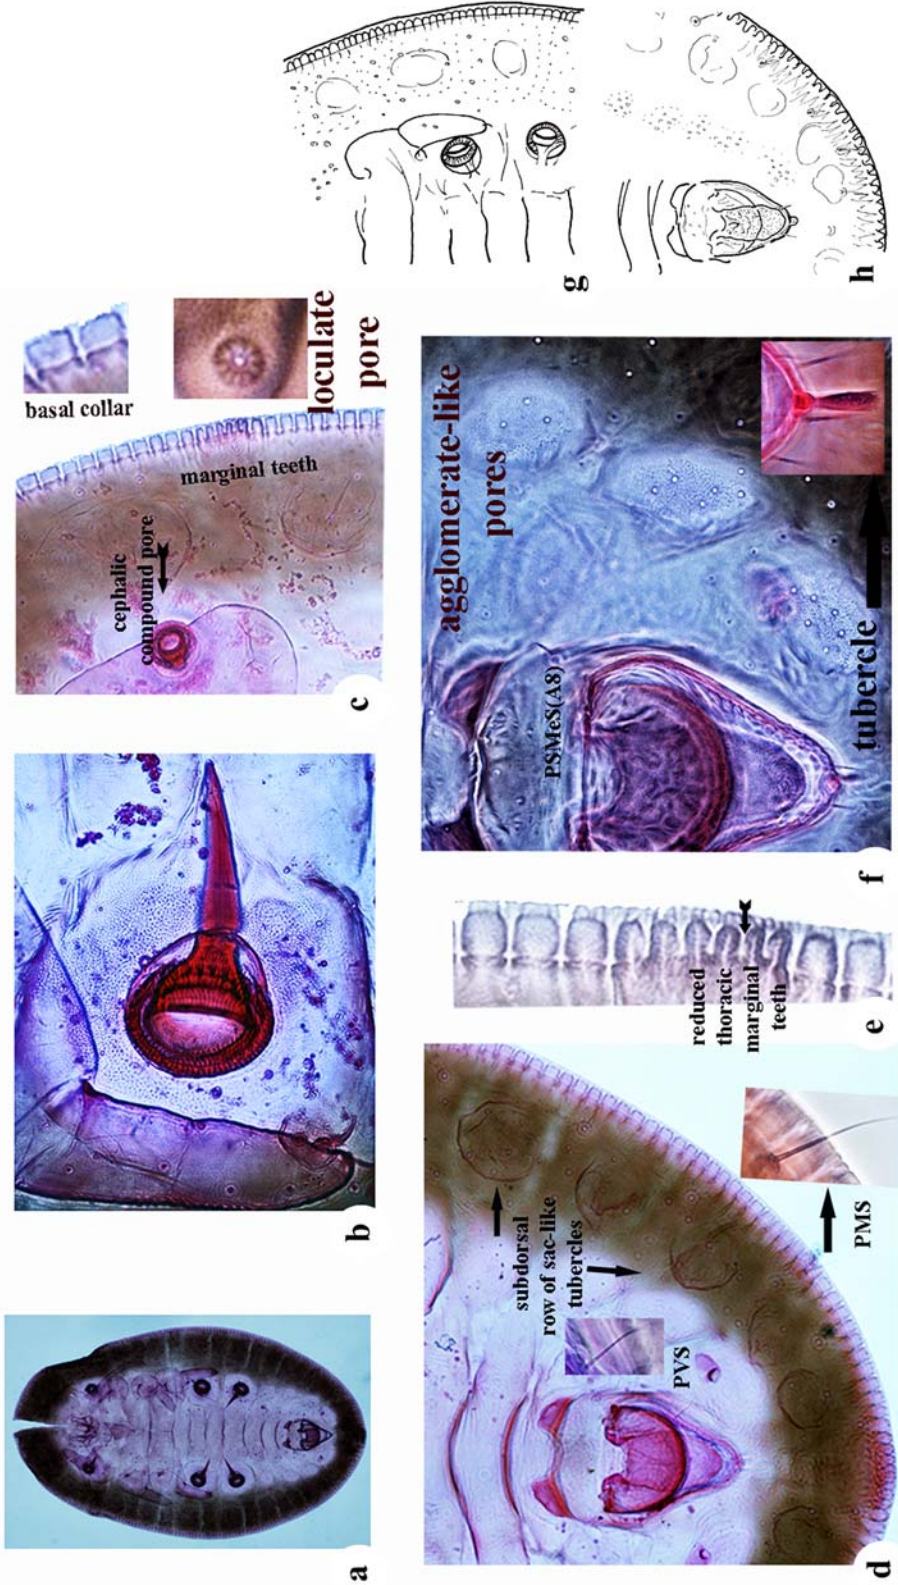 a
b
c
cephalic
compound pore
marginal teeth
basal collar
loculate
pore
d
subdorsal
row of sac-like
tubercles
PVS
PMS
e
reduced
thoracic
marginal
teeth
f
PSMeS(A8)
agglomerate-like
pores
tubercle
g
h